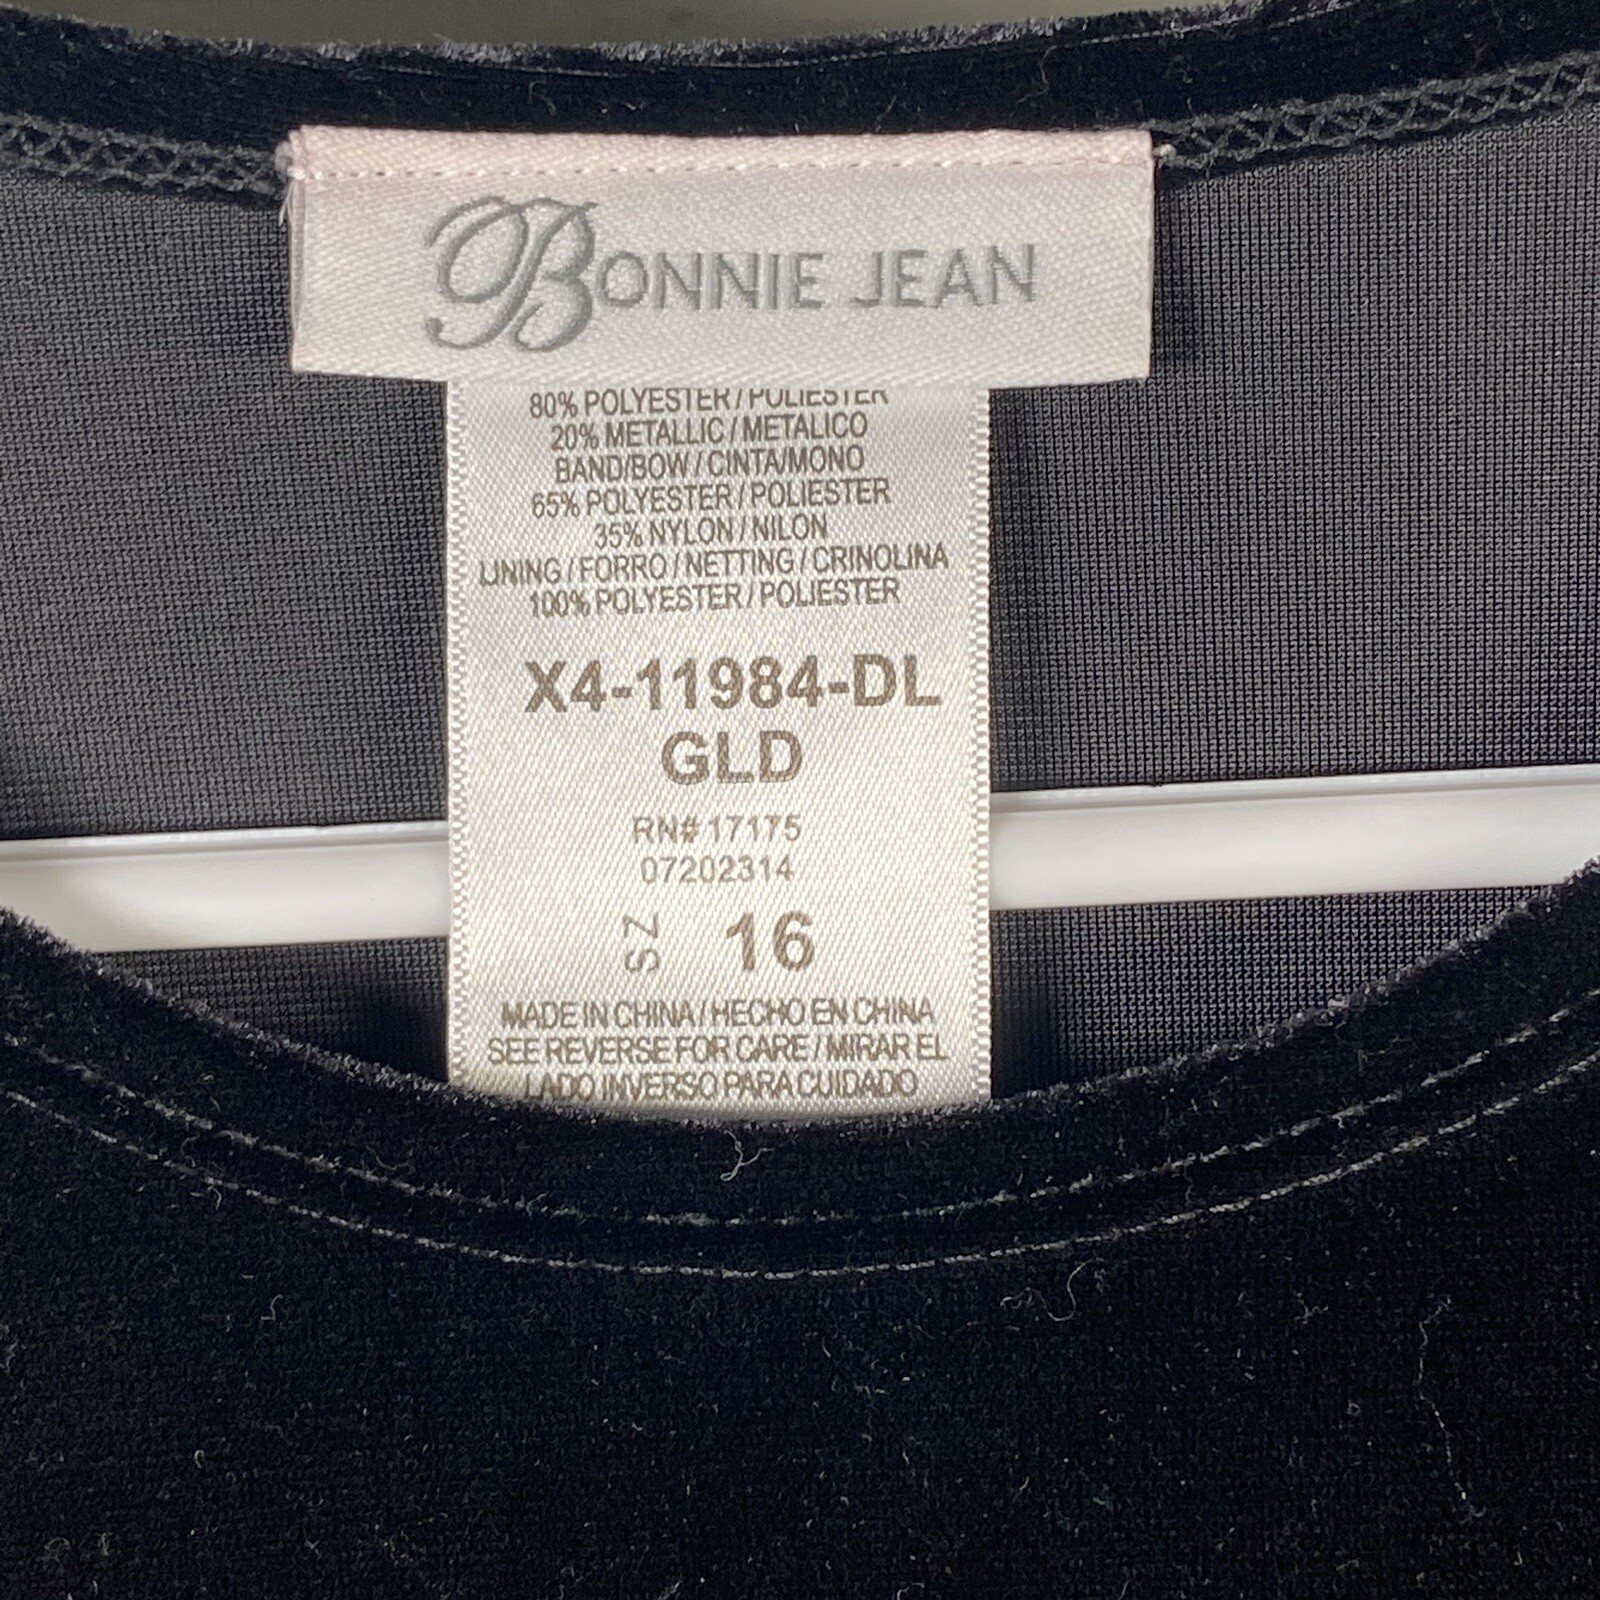 BONNIE JEAN
80% POLYESTER / POLIESTER
20% METALLIC / METALICO
BAND/BOW / CINTA/MONO
65% POLYESTER / POLIESTER
35% NYLON / NILON
LINING / FORRO / NETTING / CRINOLINA
100% POLYESTER / POLIESTER
X4-11984-DL
GLD
RN# 17175
07202314
SZ 16
MADE IN CHINA / HECHO EN CHINA
SEE REVERSE FOR CARE / MIRAR EL
LADO INVERSO PARA CUIDADO